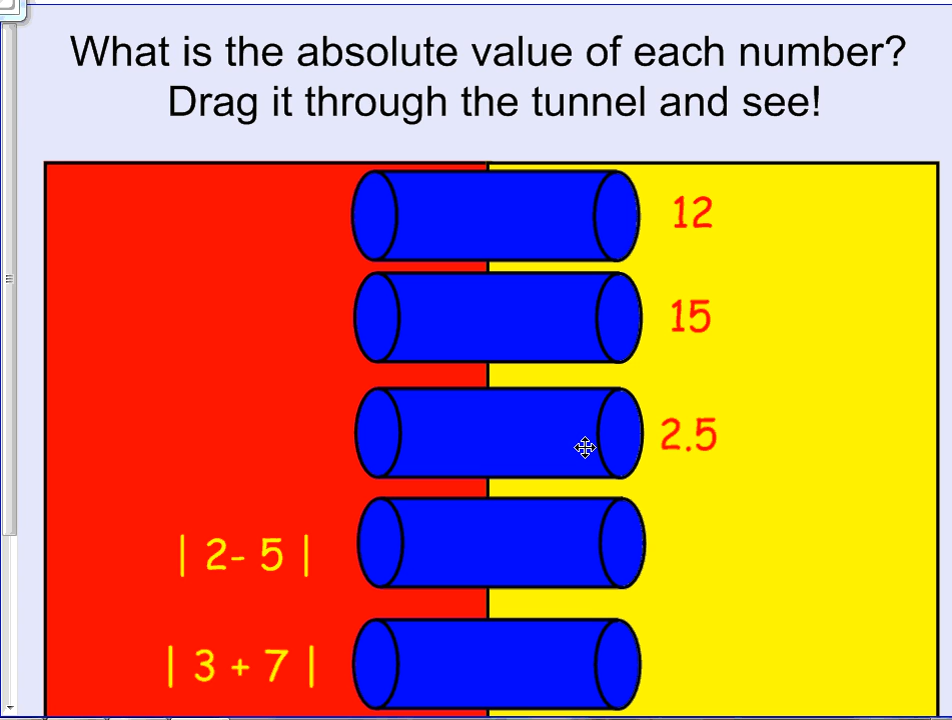 What is the absolute value of each number?
Drag it through the tunnel and see!
12
15
2.5
| 2- 5 |
| 3 + 7 |